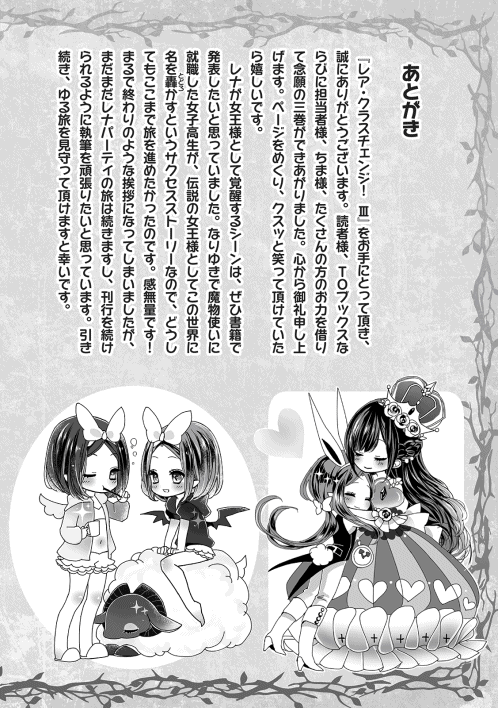 あとがき
『レア・クラスチェンジ！Ⅲ』をお手にとって頂き、
誠にありがとうございます。読者様、TOブックスな
らびに担当者様、ちま様、たくさんの方のお力を借り
て念願の三巻ができあがりました。心から御礼申し上
げます。ページをめくり、クスッと笑って頂けていた
ら嬉しいです。
レナが女王様として覚醒するシーンは、ぜひ書籍で
発表したいと思っていました。なりゆきで魔物使いに
就職した女子高生が、伝説の女王様としてこの世界に
名を轟かすというサクセスストーリーなので、どうし
てもここまで旅を進めたかったのです。感無量です！
まるで終わりのような挨拶になってしまいましたが、
まだまだレナパーティの旅は続きますし、刊行を続け
られるように執筆を頑張りたいと思っています。引き
続き、ゆる旅を見守って頂けますと幸いです。